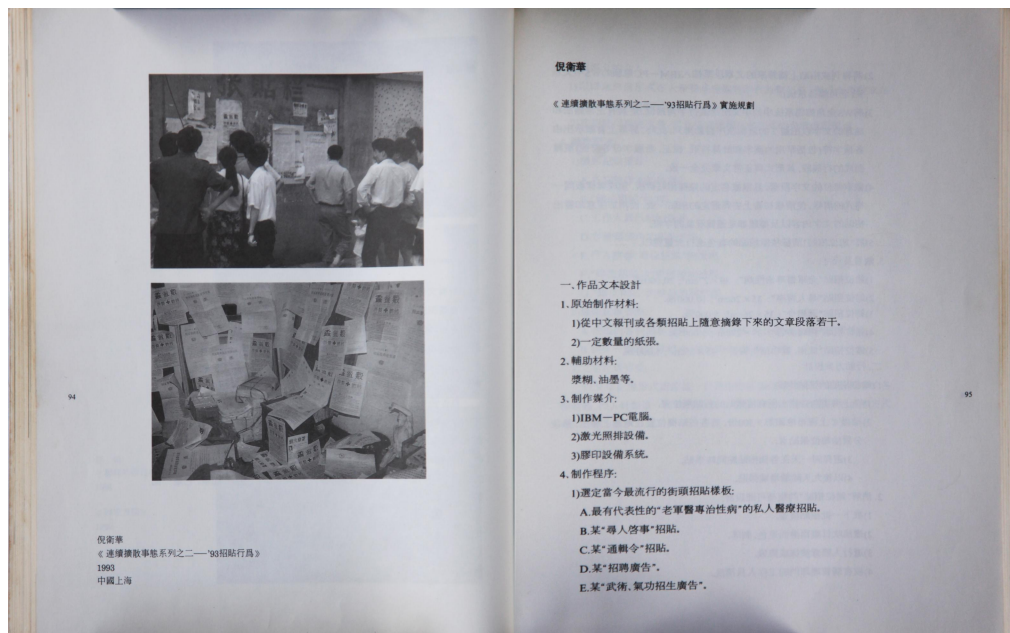 倪衛華
《連續擴散事態系列之二——'93招貼行爲》
1993
中國上海
94
倪衛華
《連續擴散事態系列之二——'93招貼行爲》實施規劃
一.作品文本設計
1.原始制作材料:
1)從中文報刊或各類招貼上隨意摘錄下來的文章段落若干。
2)一定數量的紙張。
2.輔助材料:
漿糊.油墨等。
3.制作媒介:
1)IBM—PC電腦。
2)激光照排設備。
3)膠印設備系統。
4.制作程序:
1)選定當今最流行的街頭招貼樣板:
A.最有代表性的"老軍醫專治性病"的私人醫療招貼。
B.某"尋人啓事"招貼。
C.某"通輯令"招貼。
D.某"招聘廣告"。
E.某"武術,氣功招生廣告"。
95